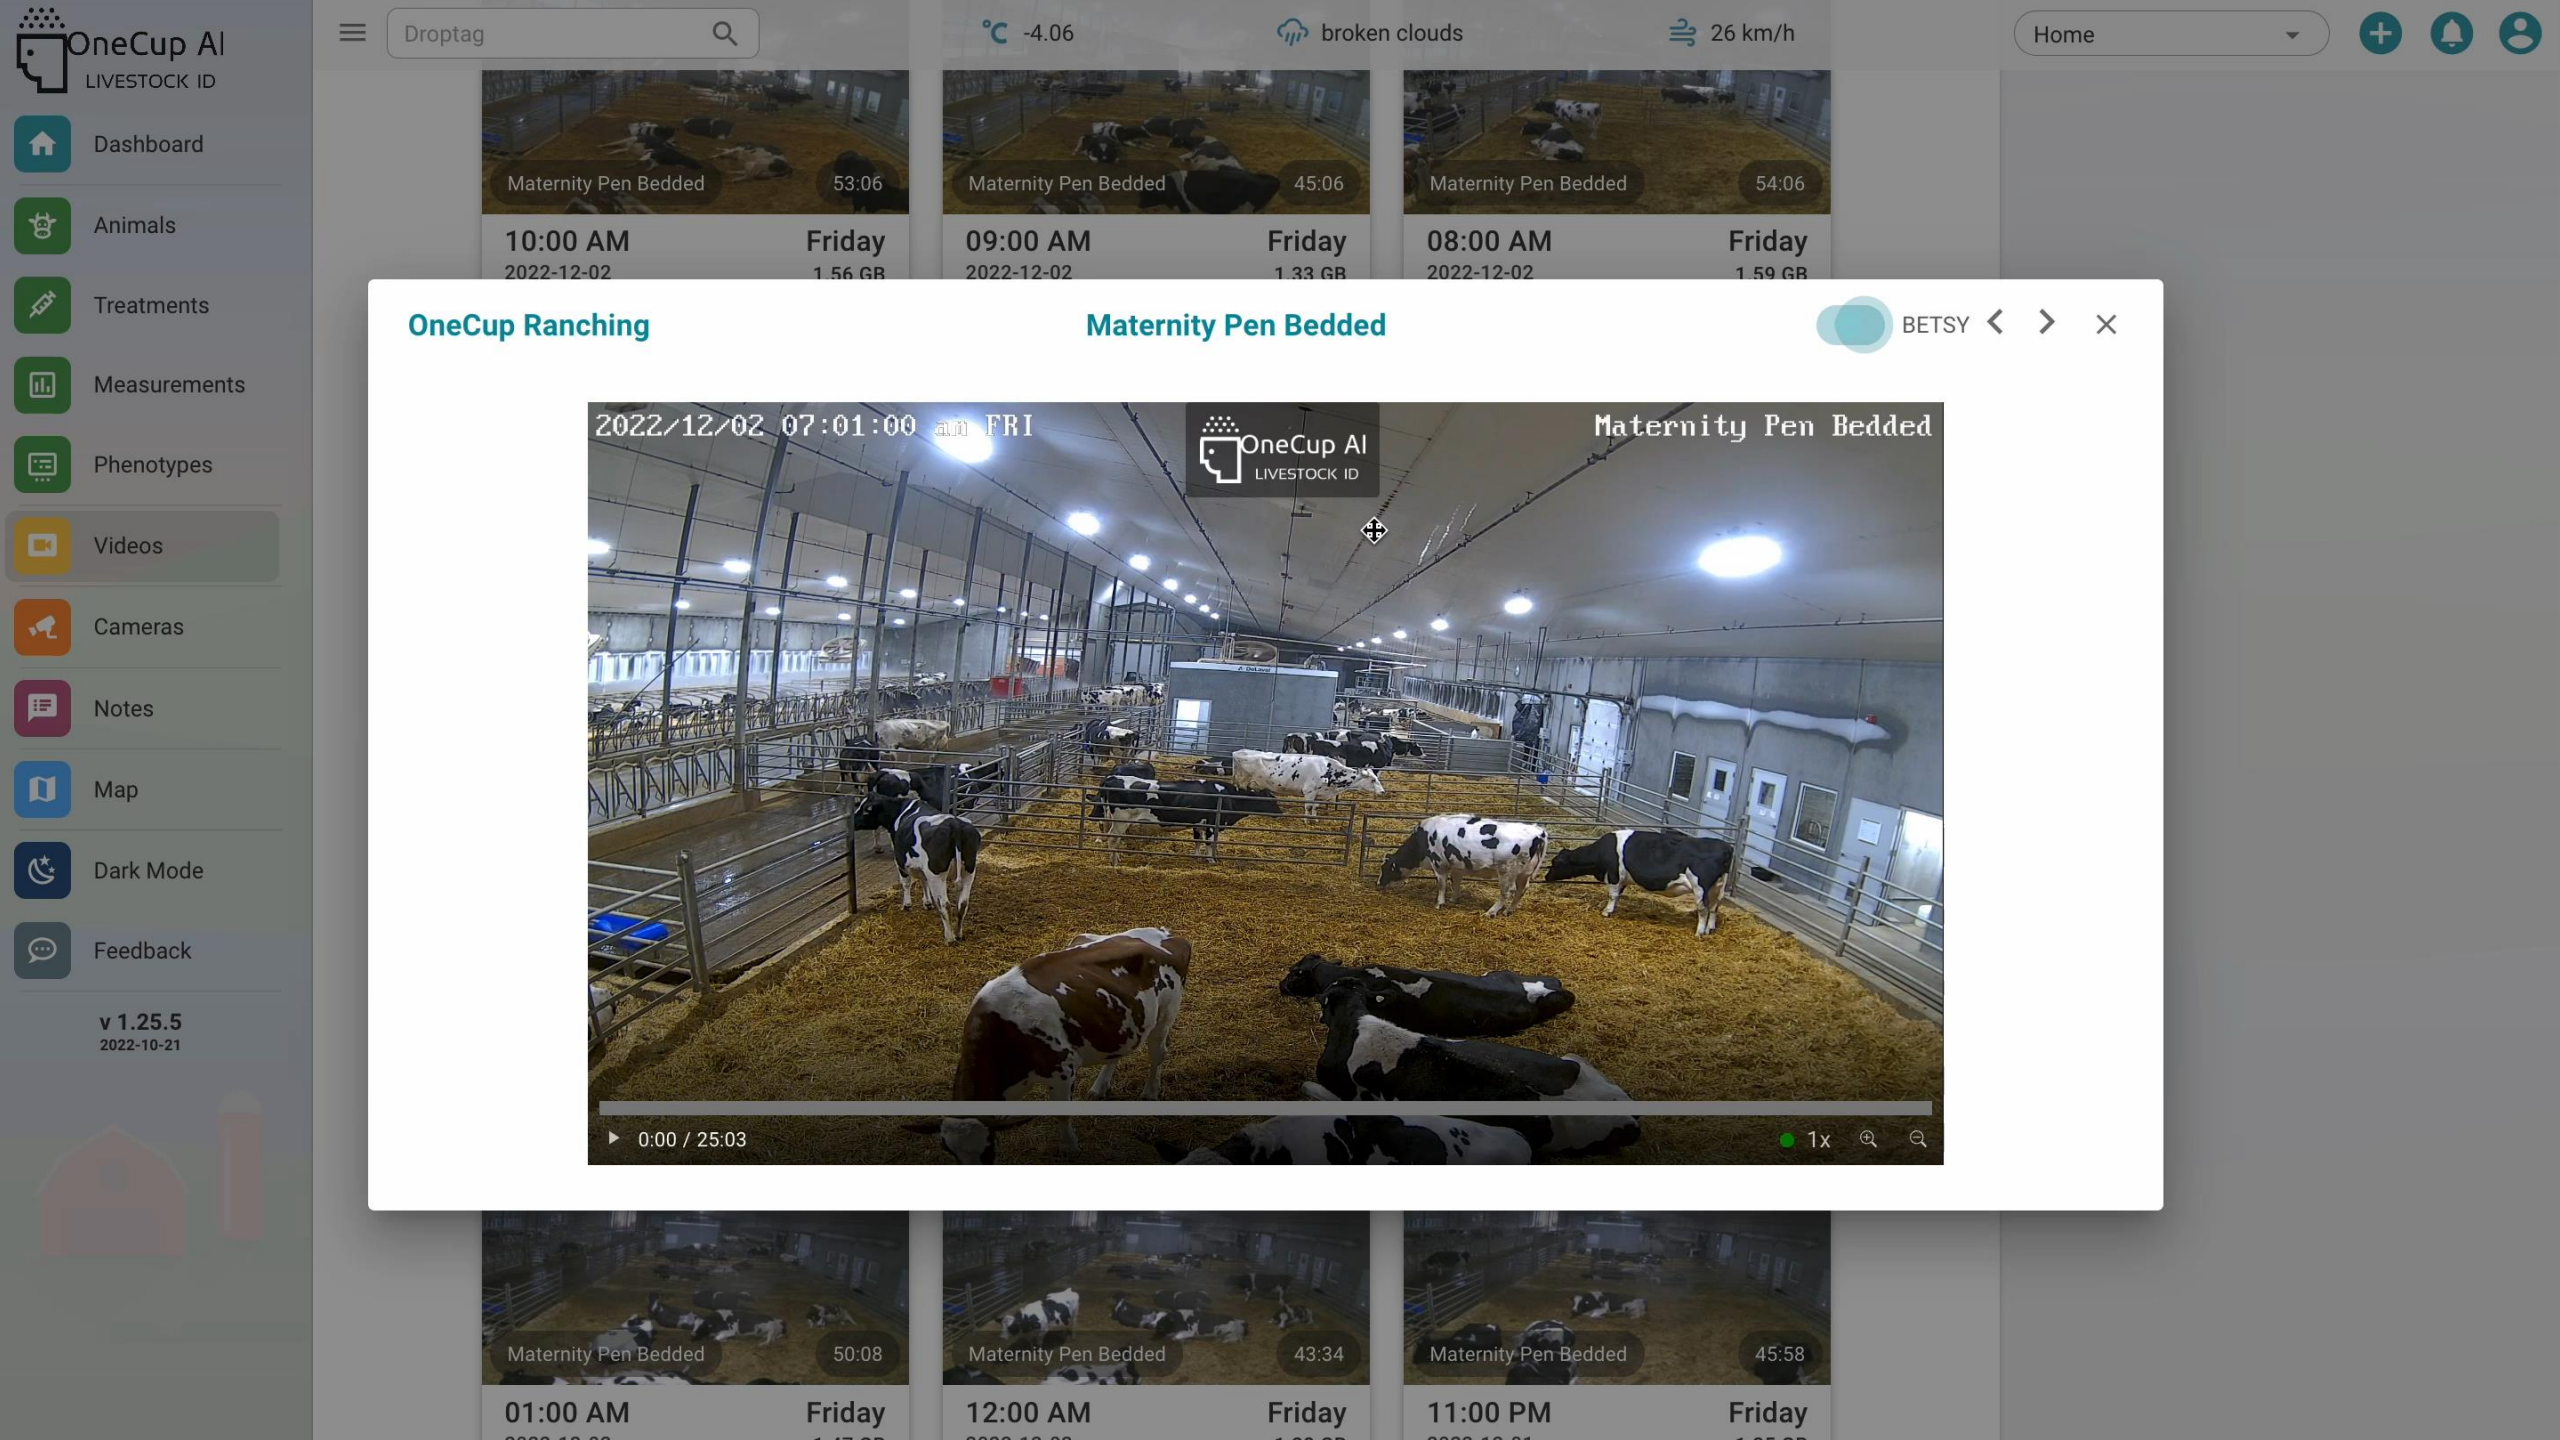 OneCup AI
LIVESTOCK ID
Droptag
°C -4.06
broken clouds
26 km/h
Home
Dashboard
Animals
Treatments
Measurements
Phenotypes
Videos
Cameras
Notes
Map
Dark Mode
Feedback
v 1.25.5
2022-10-21
Maternity Pen Bedded 53:06
Maternity Pen Bedded 45:06
Maternity Pen Bedded 54:06
10:00 AM Friday
2022-12-02 1.56 GB
09:00 AM Friday
2022-12-02 1.33 GB
08:00 AM Friday
2022-12-02 1.59 GB
OneCup Ranching
Maternity Pen Bedded
BETSY
2022/12/02 07:01:00 am FRI
OneCup AI
LIVESTOCK ID
Maternity Pen Bedded
DeLaval
0:00 / 25:03
1x
Maternity Pen Bedded 50:08
Maternity Pen Bedded 43:34
Maternity Pen Bedded 45:58
01:00 AM Friday
12:00 AM Friday
11:00 PM Friday